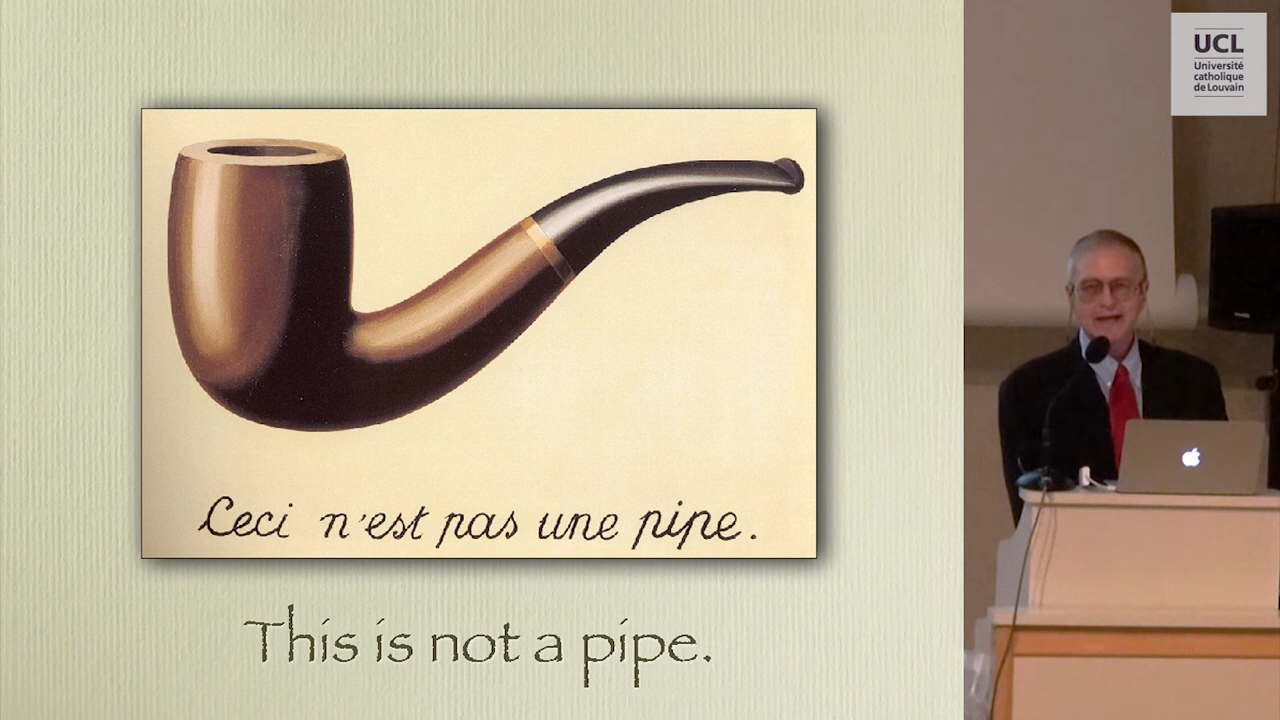 Ceci n'est pas une pipe.
This is not a pipe.
UCL
Université
catholique
de Louvain